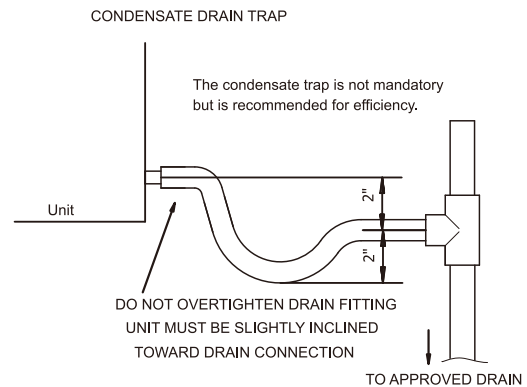 CONDENSATE DRAIN TRAP
The condensate trap is not mandatory
but is recommended for efficiency.
Unit
2"
2"
DO NOT OVERTIGHTEN DRAIN FITTING
UNIT MUST BE SLIGHTLY INCLINED
TOWARD DRAIN CONNECTION
TO APPROVED DRAIN